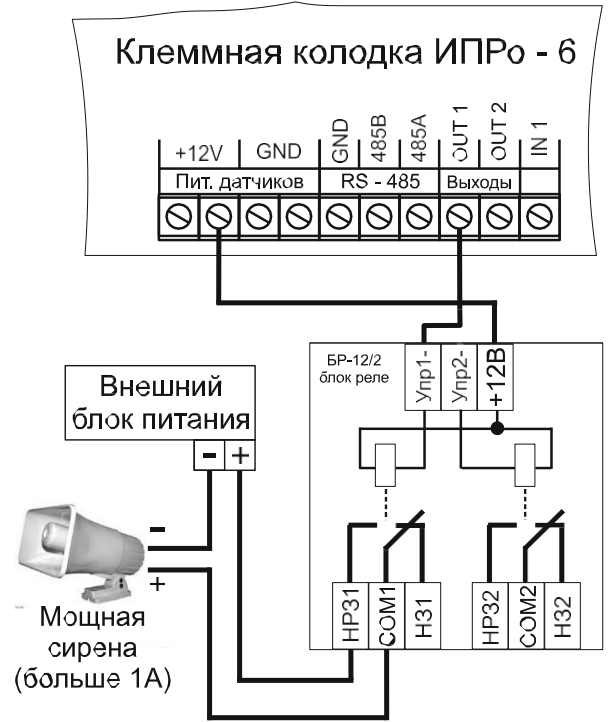 Клеммная колодка ИПРо - 6
+12V GND GND 485B 485A OUT 1 OUT 2 IN 1
Пит. датчиков RS - 485 Выходы
БР-12/2
блок реле
Упр1- Упр2- +12В
Внешний
блок питания
- +
-
+
Мощная
сирена
(больше 1А)
НР31 COM1 Н31 НР32 COM2 Н32